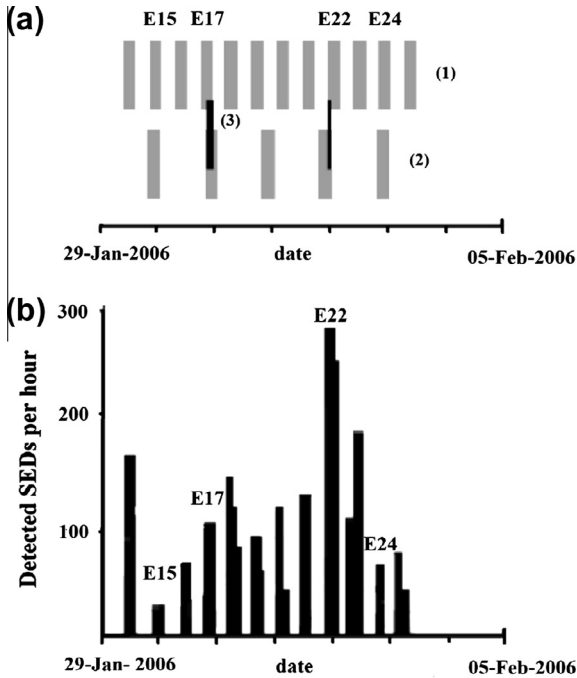 (a)
E15 E17 E22 E24
(1)
(3)
(2)
29-Jan-2006 date 05-Feb-2006
(b)
300
E22
200
E17
100
E15 E24
Detected SEDs per hour
29-Jan- 2006 date 05-Feb-2006